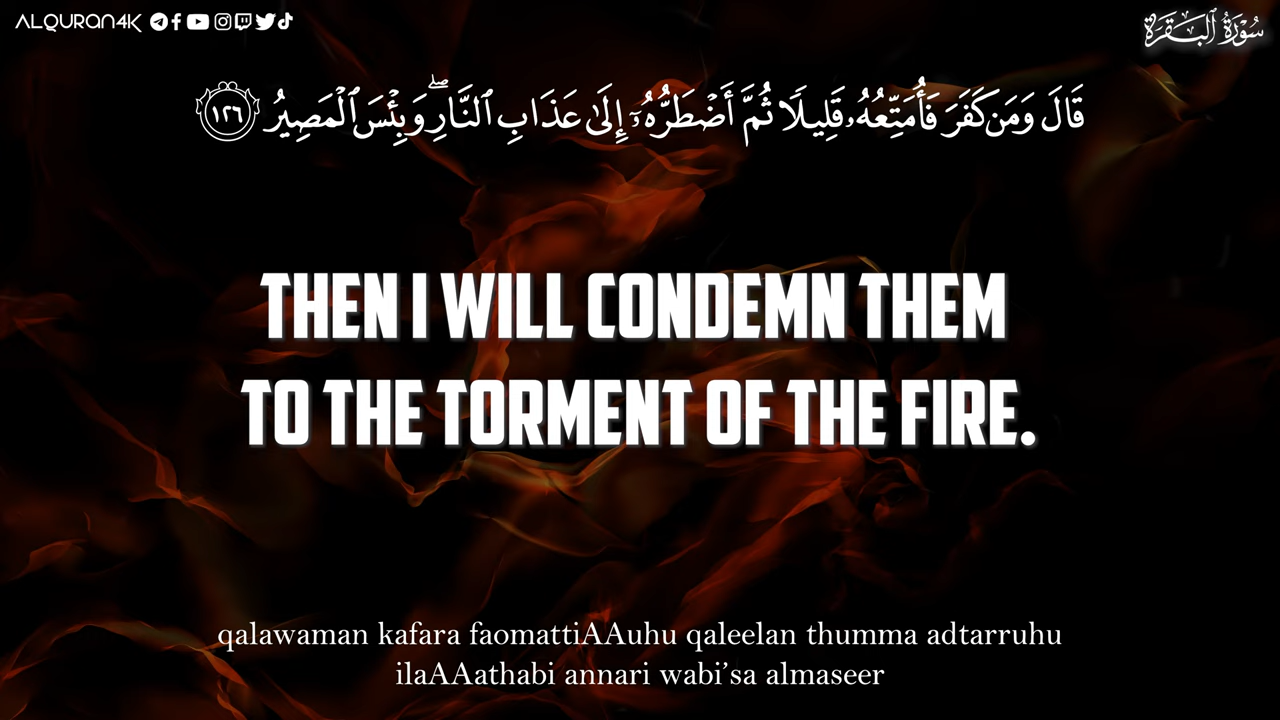 ALQURAN4K
سُورَةُ البَقَرَةِ
قَالَ وَمَن كَفَرَ فَأُمَتِّعُهُۥ قَلِيلًا ثُمَّ أَضْطَرُّهُۥٓ إِلَىٰ عَذَابِ ٱلنَّارِ ۖ وَبِئْسَ ٱلْمَصِيرُ ١٢٦
THEN I WILL CONDEMN THEM
TO THE TORMENT OF THE FIRE.
qalawaman kafara faomattiAAuhu qaleelan thumma adtarruhu
ilaAAathabi annari wabi’sa almaseer